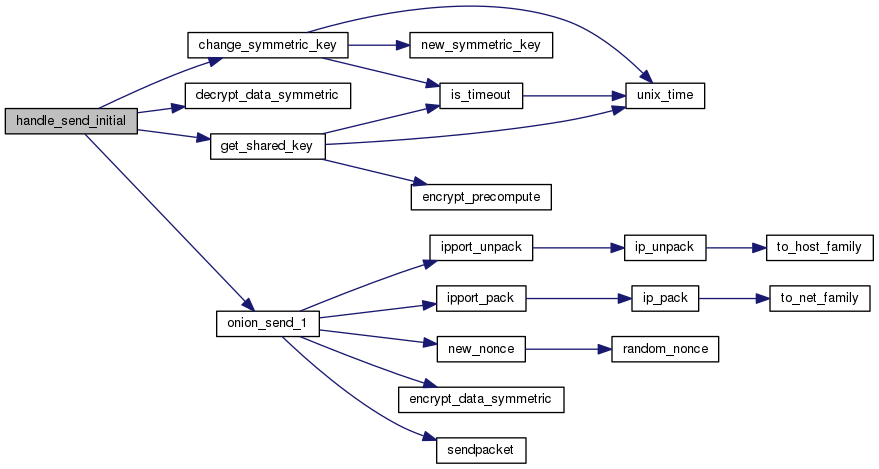 handle_send_initial
change_symmetric_key
new_symmetric_key
decrypt_data_symmetric
is_timeout
unix_time
get_shared_key
encrypt_precompute
onion_send_1
ipport_unpack
ip_unpack
to_host_family
ipport_pack
ip_pack
to_net_family
new_nonce
random_nonce
encrypt_data_symmetric
sendpacket